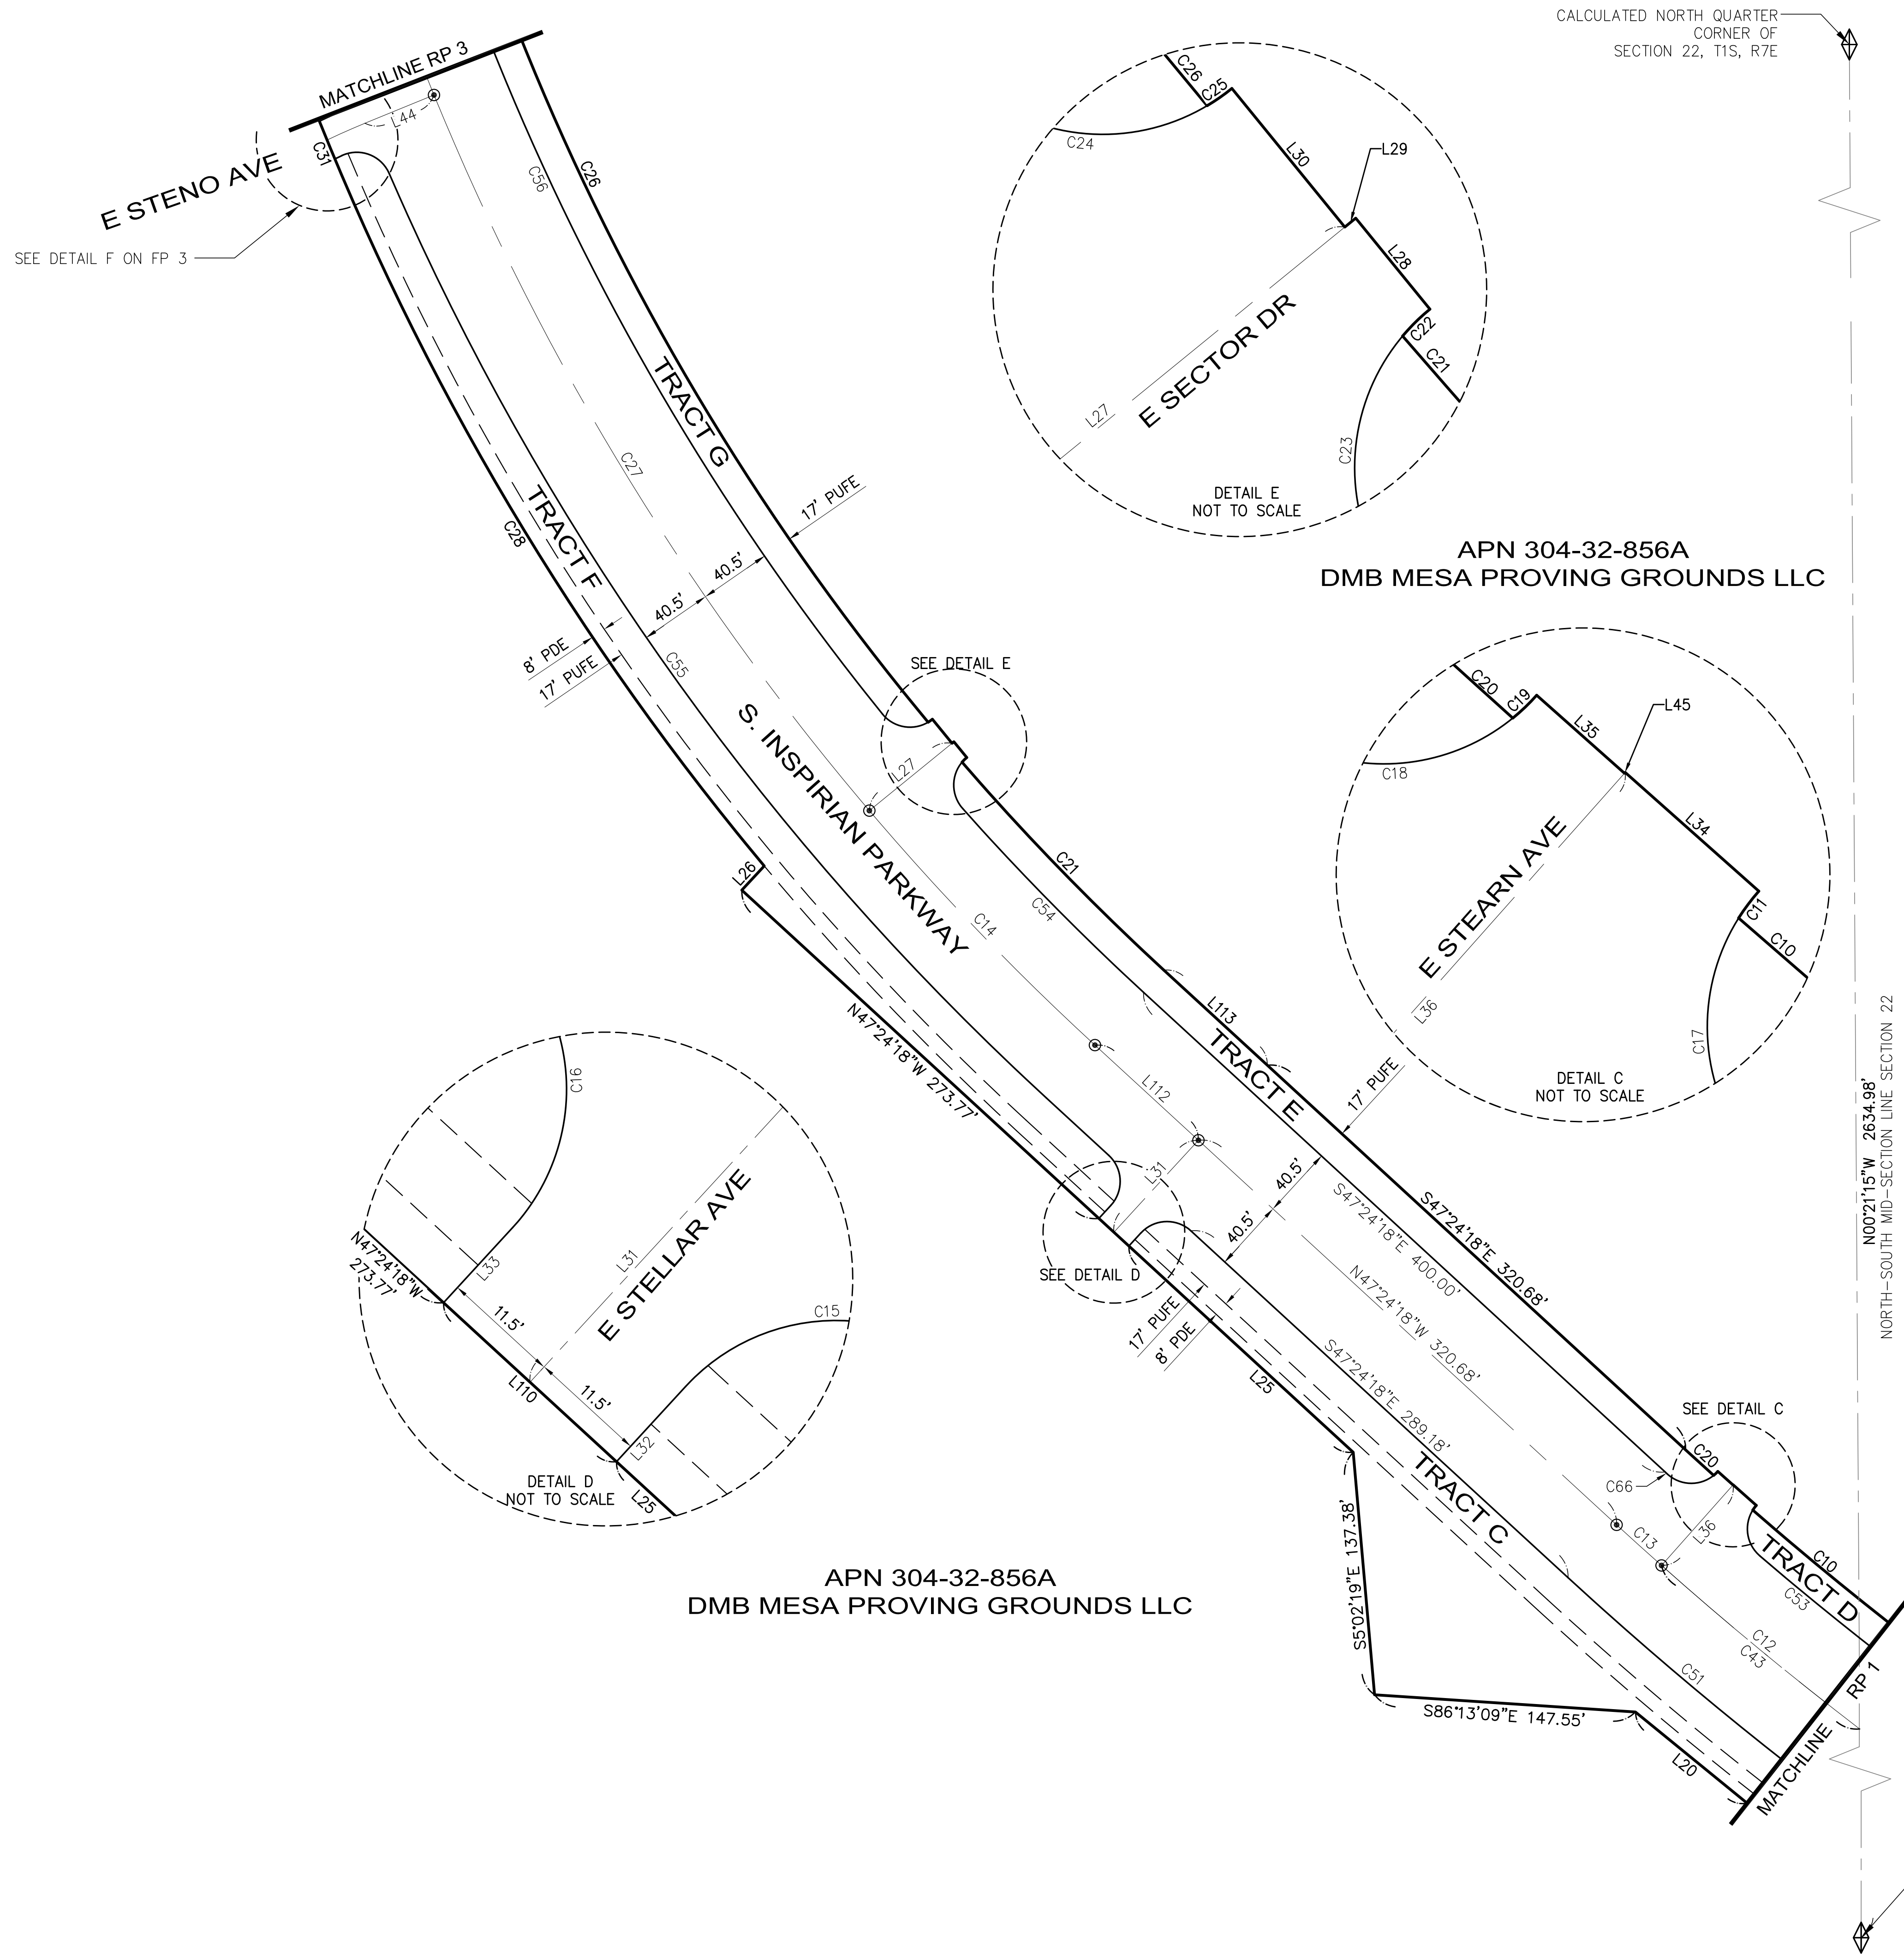 CALCULATED NORTH QUARTER
CORNER OF
SECTION 22, T1S, R7E
MATCHLINE RP 3
L44
C31
E STENO AVE
SEE DETAIL F ON FP 3
C56
C26
C26
C25
C24
L30
L29
L28
C22
C21
C23
L27
E SECTOR DR
DETAIL E
NOT TO SCALE
TRACT G
C27
17' PUFE
TRACT F
C28
40.5'
40.5'
8' PDE
17' PUFE
C55
APN 304-32-856A
DMB MESA PROVING GROUNDS LLC
SEE DETAIL E
L27
S. INSPIRIAN PARKWAY
L26
C21
C54
C14
C20
C19
C18
L35
L45
L34
C11
C10
C17
E STEARN AVE
L36
DETAIL C
NOT TO SCALE
N47°24'18"W 273.77'
L113
L112
TRACT E
17' PUFE
N00°21'15"W 2634.98'
NORTH-SOUTH MID-SECTION LINE SECTION 22
C16
L31
E STELLAR AVE
L33
N47°24'18"W
273.77'
11.5'
11.5'
L110
C15
L32
L25
DETAIL D
NOT TO SCALE
L31
40.5'
40.5'
SEE DETAIL D
S47°24'18"E 400.00'
S47°24'18"E 320.68'
N47°24'18"W 320.68'
S47°24'18"E 289.18'
17' PUFE
8' PDE
L25
SEE DETAIL C
C20
C66
C13
L36
TRACT C
TRACT D
C10
C53
C12
C43
S5°02'19"E 137.38'
C51
S86°13'09"E 147.55'
L20
MATCHLINE RP 1
APN 304-32-856A
DMB MESA PROVING GROUNDS LLC